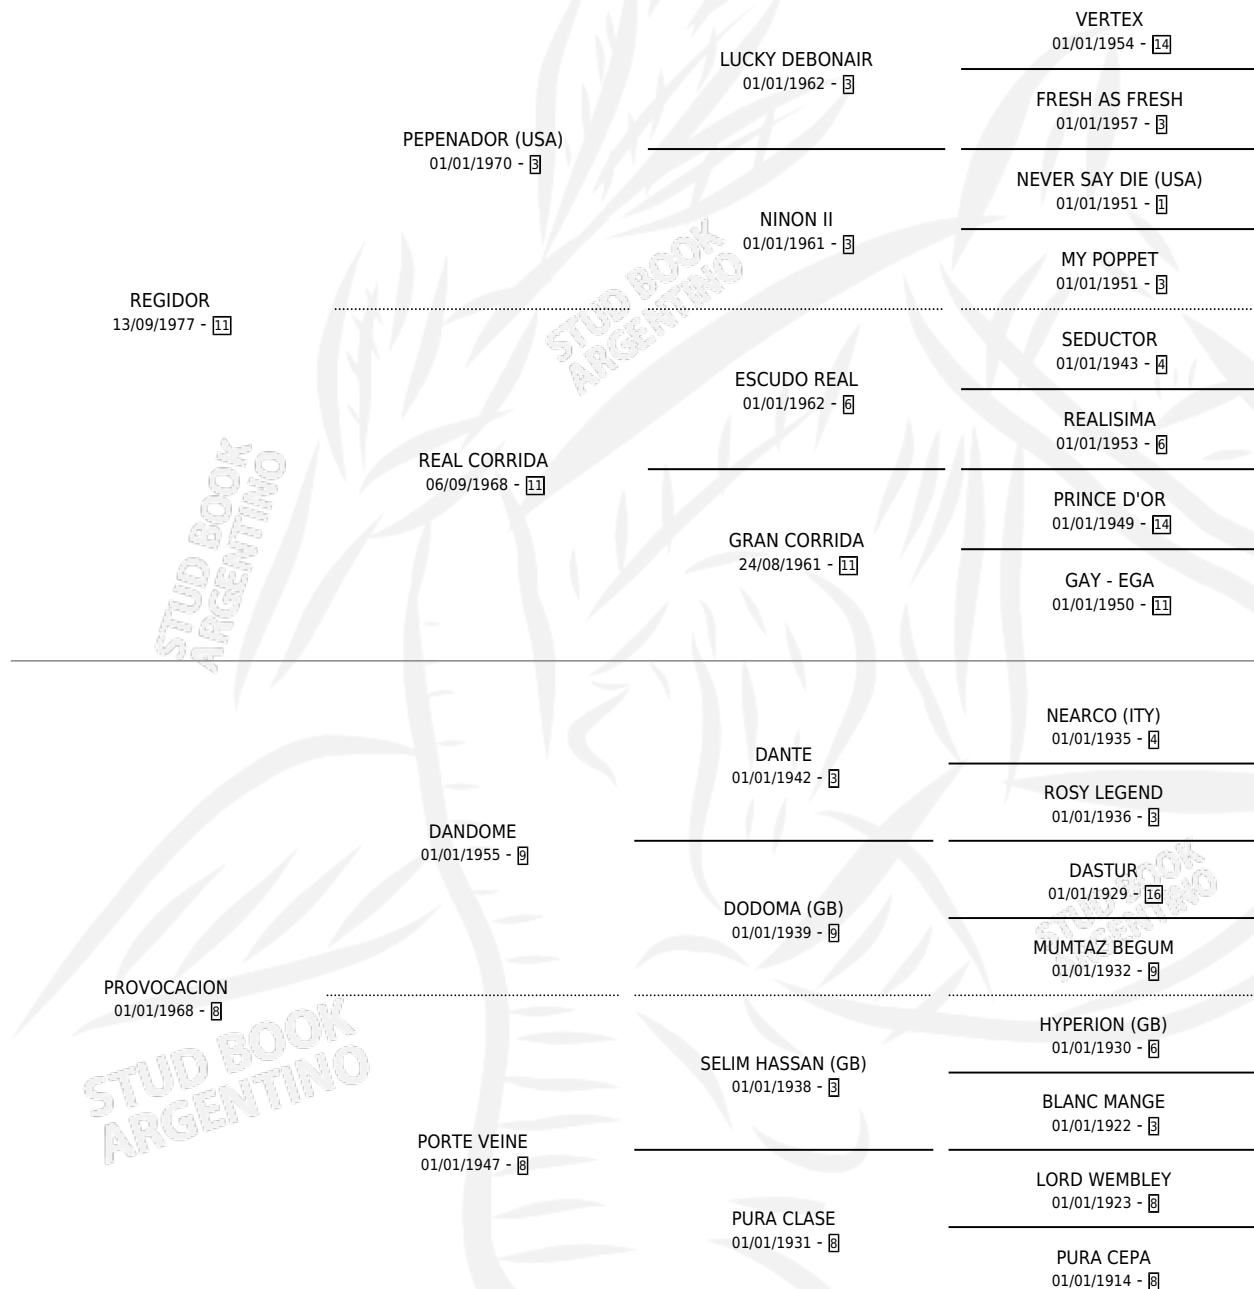 VERTEX
01/01/1954 - 14
LUCKY DEBONAIR
01/01/1962 - 3
FRESH AS FRESH
01/01/1957 - 3
PEPENADOR (USA)
01/01/1970 - 3
NEVER SAY DIE (USA)
01/01/1951 - 1
NINON II
01/01/1961 - 3
MY POPPET
01/01/1951 - 3
REGIDOR
13/09/1977 - 11
SEDUCTOR
01/01/1943 - 4
ESCUDO REAL
01/01/1962 - 6
REALISIMA
01/01/1953 - 6
REAL CORRIDA
06/09/1968 - 11
PRINCE D'OR
01/01/1949 - 14
GRAN CORRIDA
24/08/1961 - 11
GAY - EGA
01/01/1950 - 11
NEARCO (ITY)
01/01/1935 - 4
DANTE
01/01/1942 - 3
ROSY LEGEND
01/01/1936 - 3
DANDOME
01/01/1955 - 9
DASTUR
01/01/1929 - 16
DODOMA (GB)
01/01/1939 - 9
MUMTAZ BEGUM
01/01/1932 - 9
PROVOCACION
01/01/1968 - 8
HYPERION (GB)
01/01/1930 - 6
SELIM HASSAN (GB)
01/01/1938 - 3
BLANC MANGE
01/01/1922 - 3
PORTE VEINE
01/01/1947 - 8
LORD WEMBLEY
01/01/1923 - 8
PURA CLASE
01/01/1931 - 8
PURA CEPA
01/01/1914 - 8
STUD BOOK
ARGENTINO
STUD BOOK
ARGENTINO
STUD BOOK
ARGENTINO
STUD BOOK
ARGENTINO